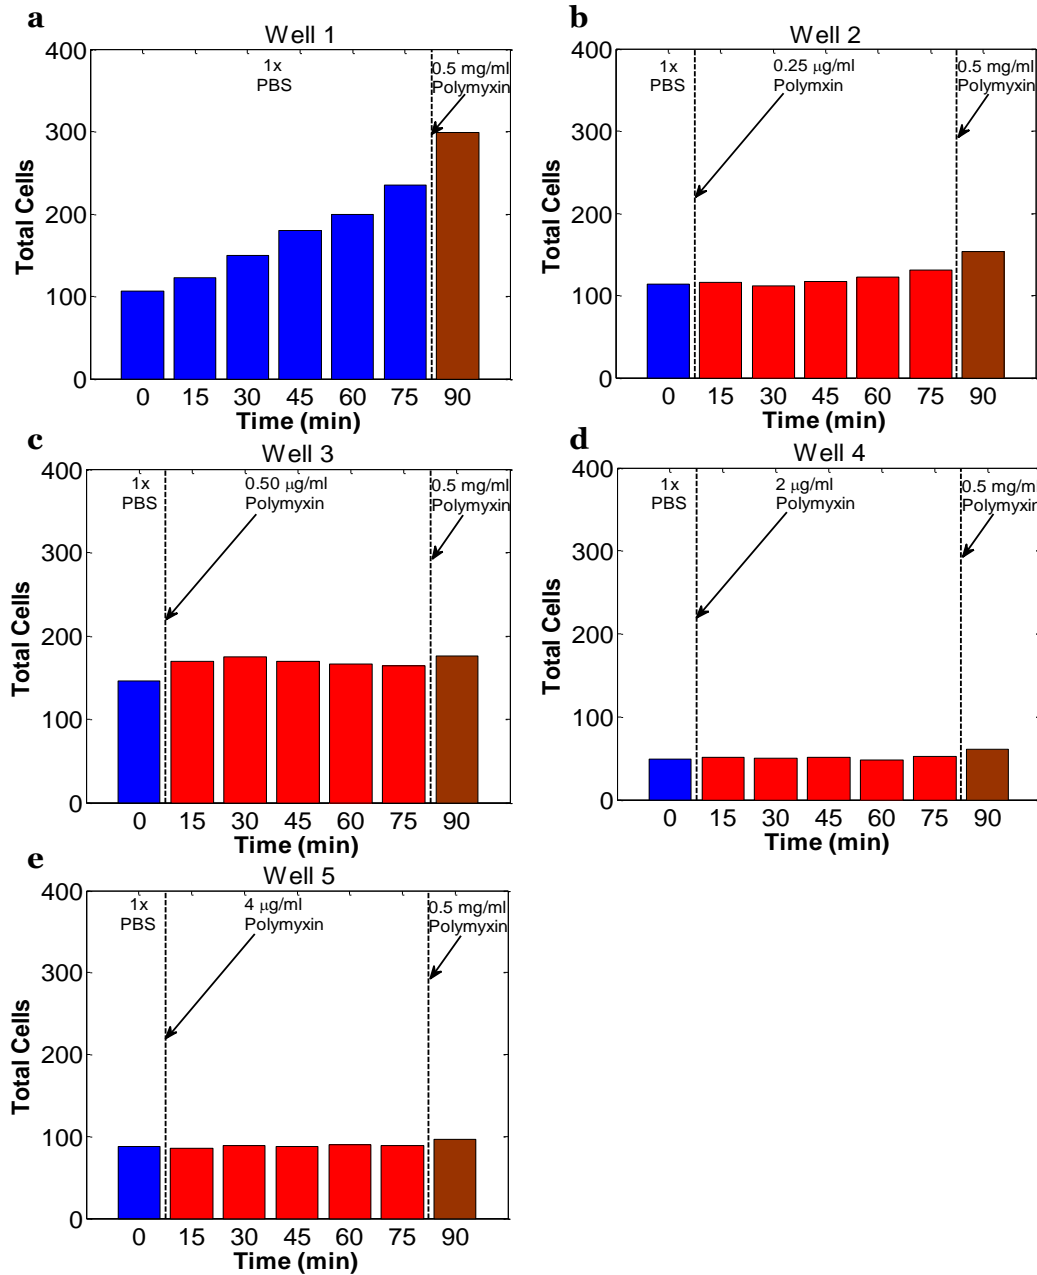 a
Well 1
400
300
200
100
0
Total Cells
1x
PBS
0.5 mg/ml
Polymyxin
0 15 30 45 60 75 90
Time (min)
b
Well 2
400
300
200
100
0
Total Cells
1x
PBS
0.25 µg/ml
Polymxin
0.5 mg/ml
Polymyxin
0 15 30 45 60 75 90
Time (min)
c
Well 3
400
300
200
100
0
Total Cells
1x
PBS
0.50 µg/ml
Polymyxin
0.5 mg/ml
Polymyxin
0 15 30 45 60 75 90
Time (min)
d
Well 4
400
300
200
100
0
Total Cells
1x
PBS
2 µg/ml
Polymyxin
0.5 mg/ml
Polymyxin
0 15 30 45 60 75 90
Time (min)
e
Well 5
400
300
200
100
0
Total Cells
1x
PBS
4 µg/ml
Polymyxin
0.5 mg/ml
Polymyxin
0 15 30 45 60 75 90
Time (min)